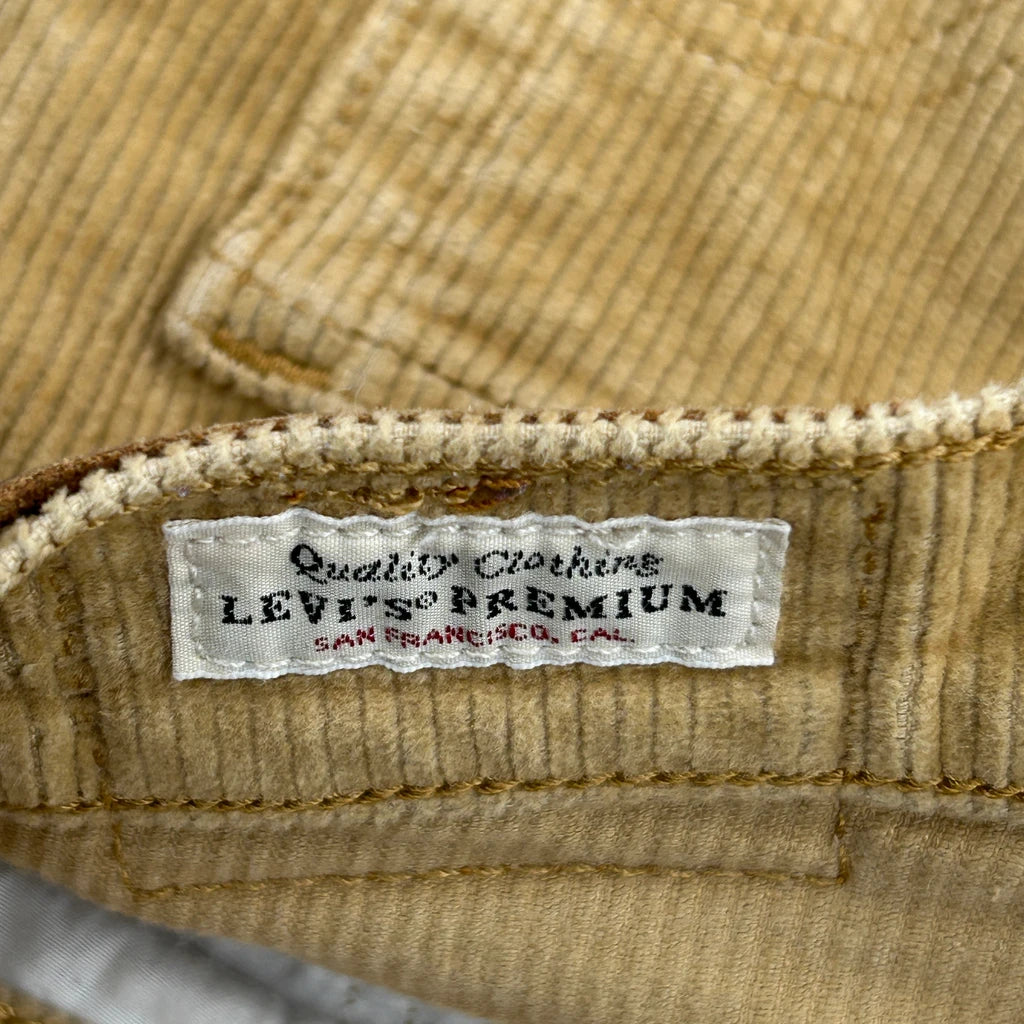 Quality Clothing
LEVI'S® PREMIUM
SAN FRANCISCO, CAL.